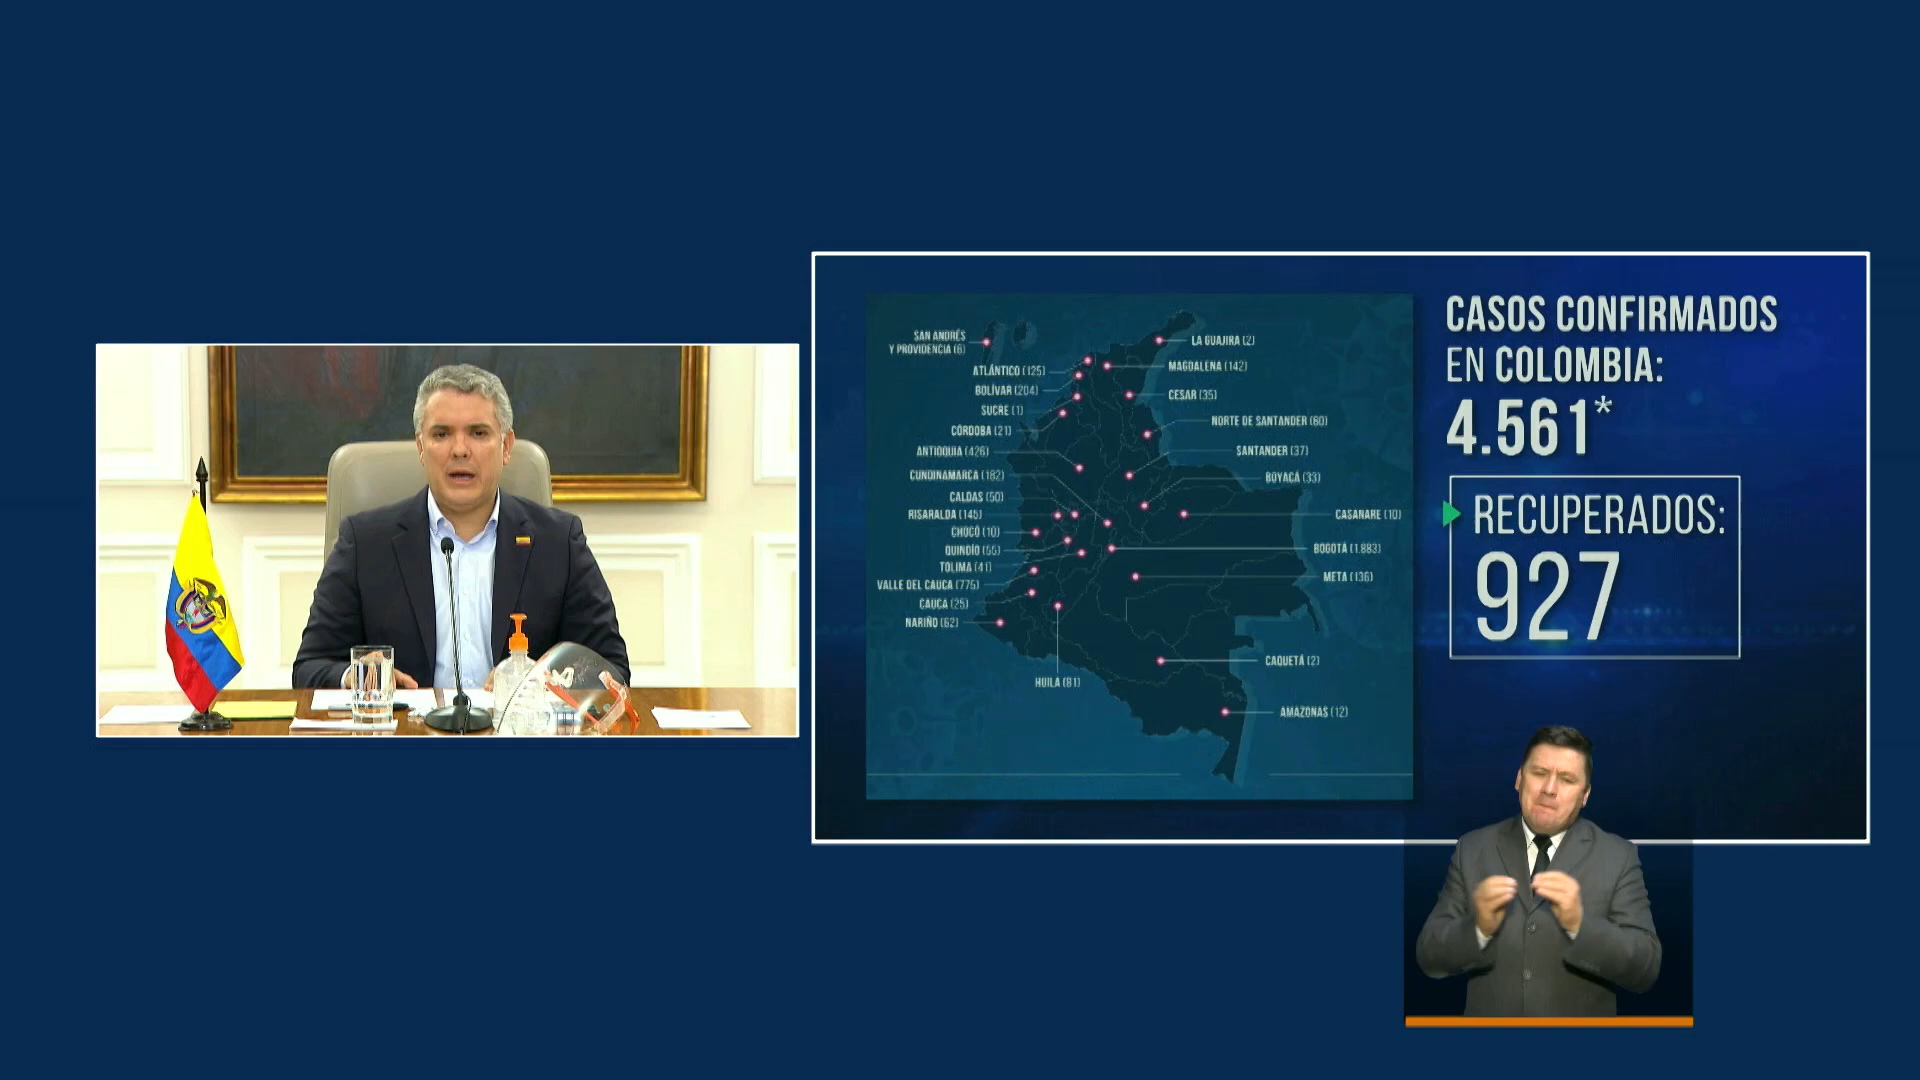 SAN ANDRÉS
Y PROVIDENCIA (6)
ATLÁNTICO (125)
BOLÍVAR (204)
SUCRE (1)
CÓRDOBA (21)
ANTIOQUIA (426)
CUNDINAMARCA (182)
CALDAS (50)
RISARALDA (145)
CHOCÓ (10)
QUINDÍO (55)
TOLIMA (41)
VALLE DEL CAUCA (775)
CAUCA (25)
NARIÑO (62)
HUILA (81)
LA GUAJIRA (2)
MAGDALENA (142)
CESAR (35)
NORTE DE SANTANDER (60)
SANTANDER (37)
BOYACÁ (33)
CASANARE (10)
BOGOTÁ (1.883)
META (136)
CAQUETÁ (2)
AMAZONAS (12)
CASOS CONFIRMADOS
EN COLOMBIA:
4.561*
RECUPERADOS:
927